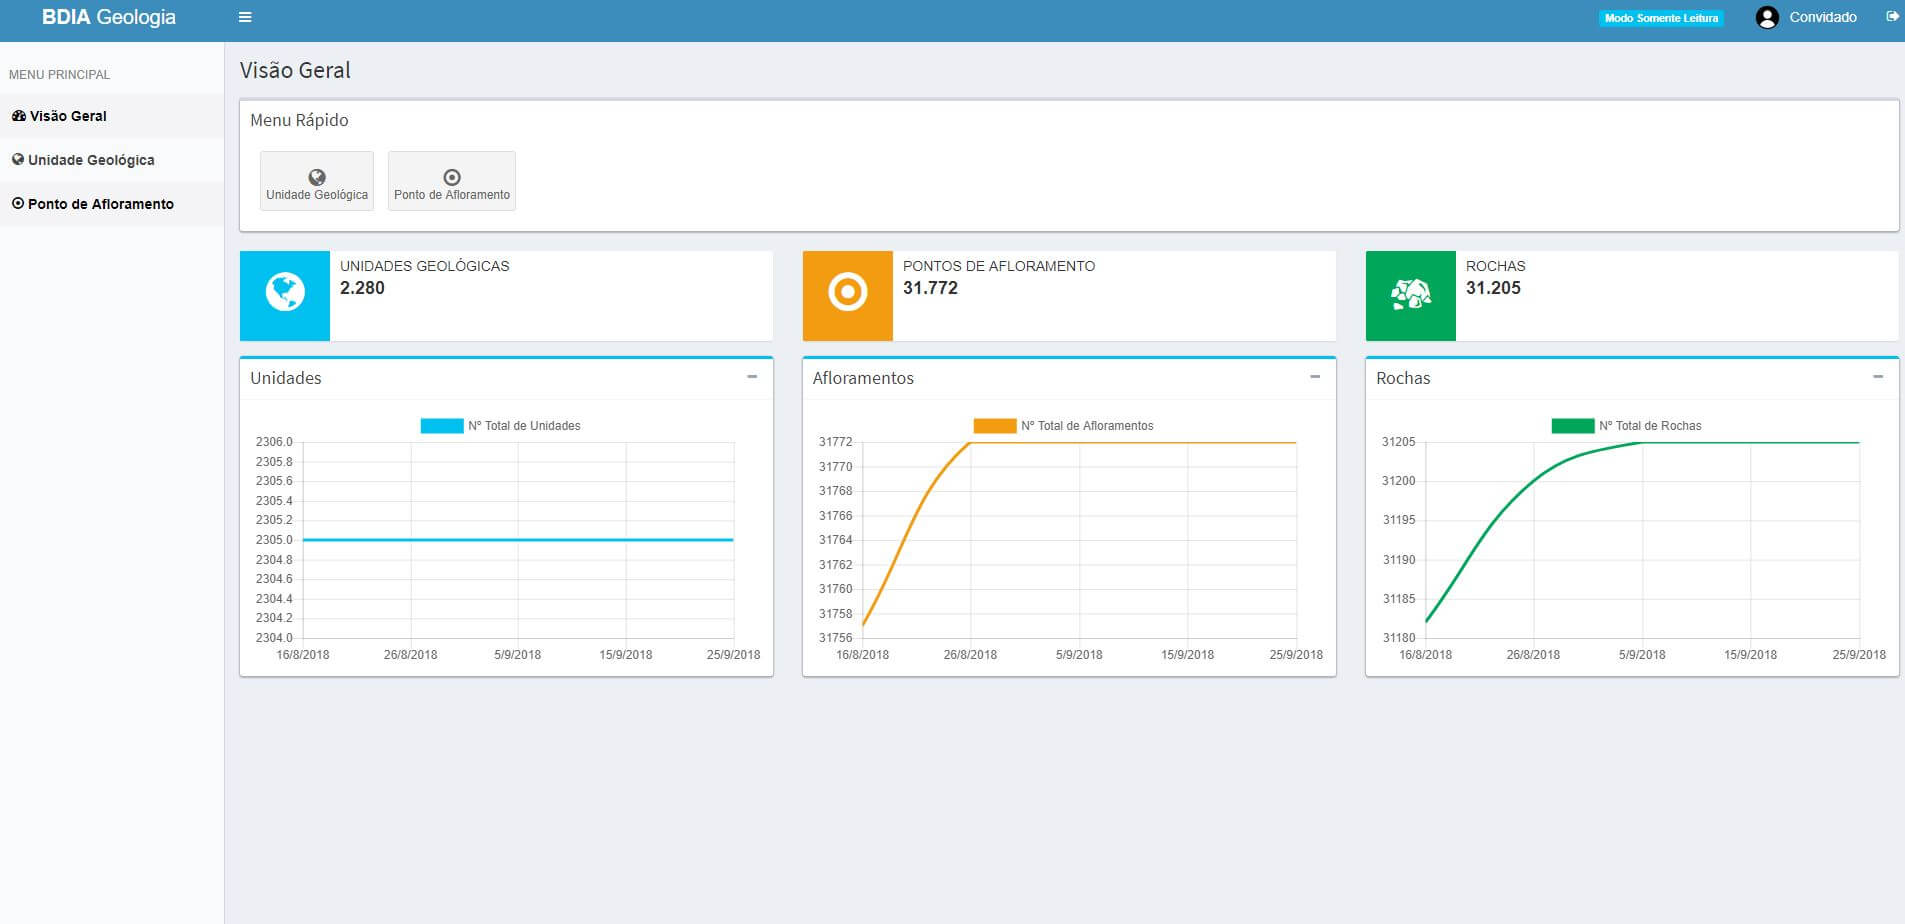 BDIA Geologia
Modo Somente Leitura
Convidado
MENU PRINCIPAL
Visão Geral
Unidade Geológica
Ponto de Afloramento
Visão Geral
Menu Rápido
Unidade Geológica
Ponto de Afloramento
UNIDADES GEOLÓGICAS
2.280
PONTOS DE AFLORAMENTO
31.772
ROCHAS
31.205
Unidades
Nº Total de Unidades
2306.0
2305.8
2305.6
2305.4
2305.2
2305.0
2304.8
2304.6
2304.4
2304.2
2304.0
16/8/2018 26/8/2018 5/9/2018 15/9/2018 25/9/2018
Afloramentos
Nº Total de Afloramentos
31772
31770
31768
31766
31764
31762
31760
31758
31756
16/8/2018 26/8/2018 5/9/2018 15/9/2018 25/9/2018
Rochas
Nº Total de Rochas
31205
31200
31195
31190
31185
31180
16/8/2018 26/8/2018 5/9/2018 15/9/2018 25/9/2018